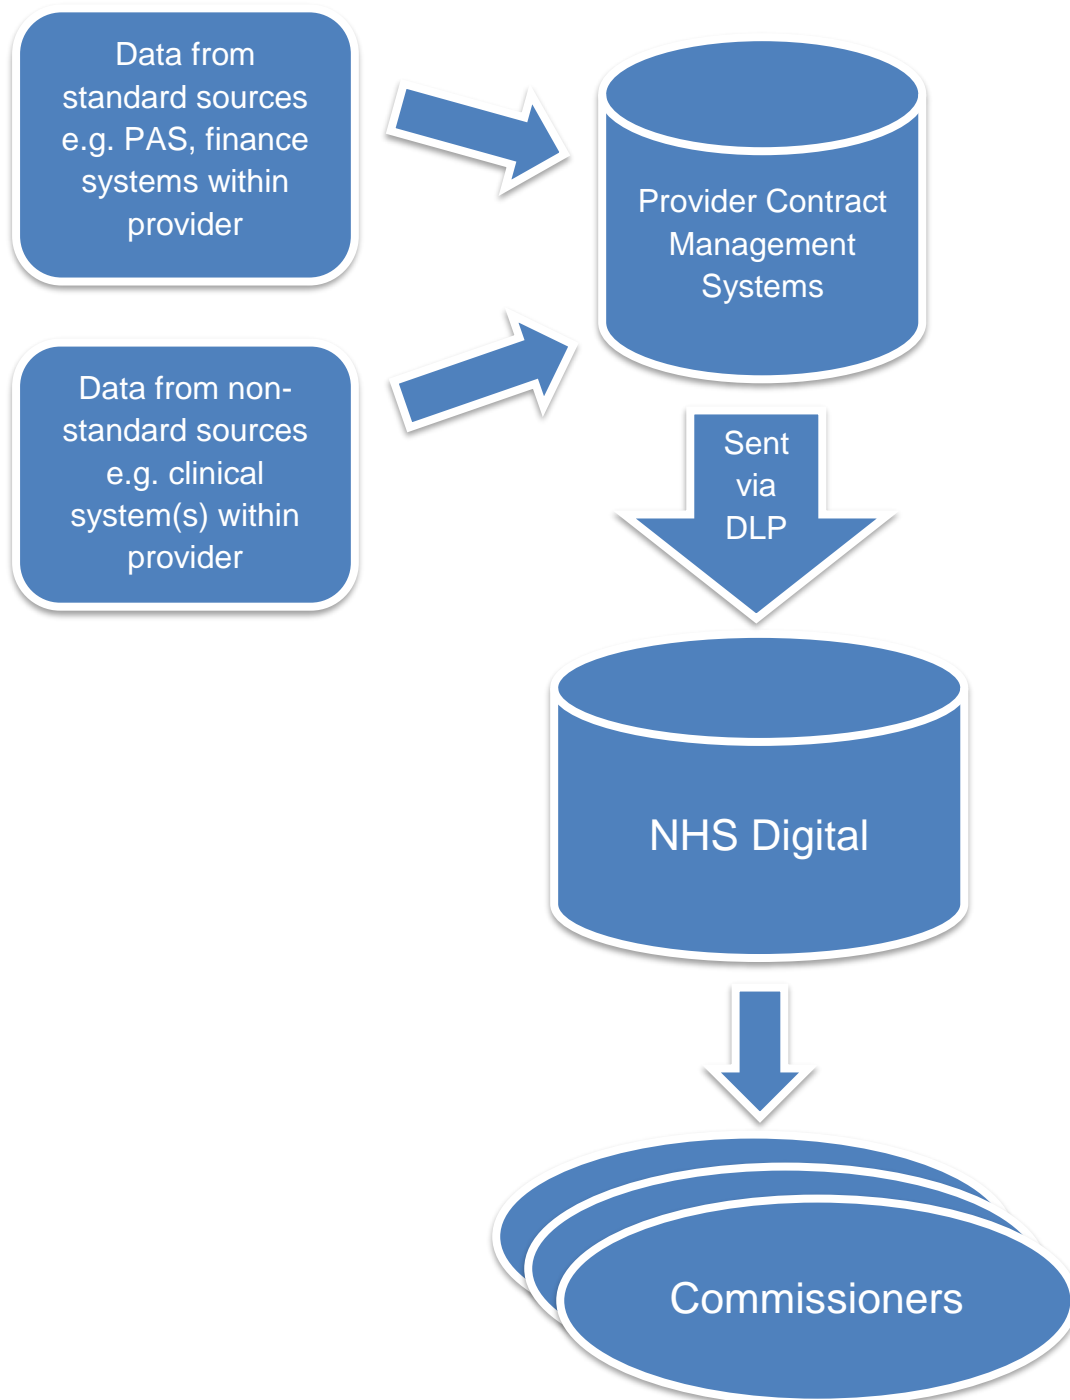 Data from
standard sources
e.g. PAS, finance
systems within
provider
Provider Contract
Management
Systems
Data from non-
standard sources
e.g. clinical
system(s) within
provider
Sent
via
DLP
NHS Digital
Commissioners